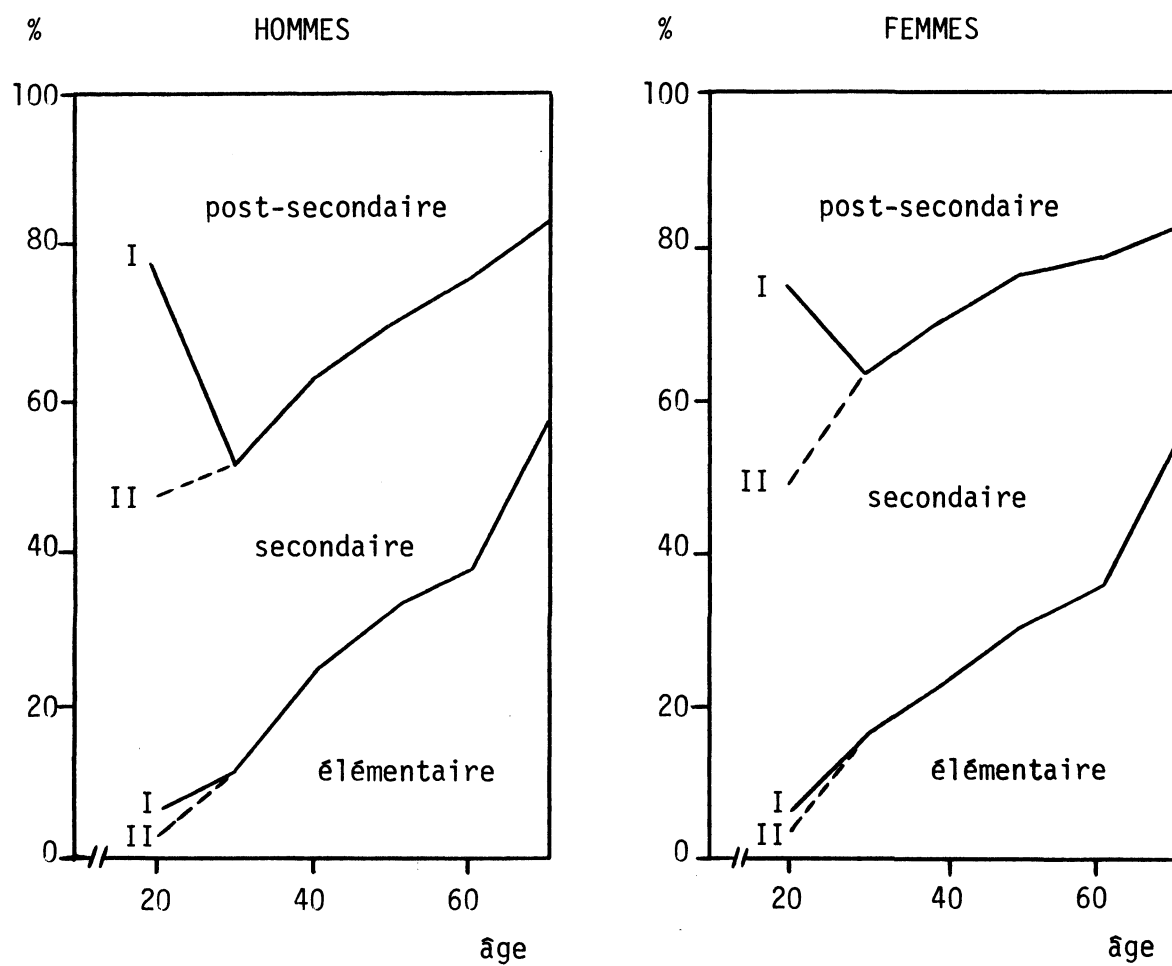 % HOMMES
100
post-secondaire
80
I
60
II
secondaire
40
20
élémentaire
I
II
0
20 40 60
âge
% FEMMES
100
post-secondaire
80
I
60
II
secondaire
40
20
élémentaire
I
II
0
20 40 60
âge